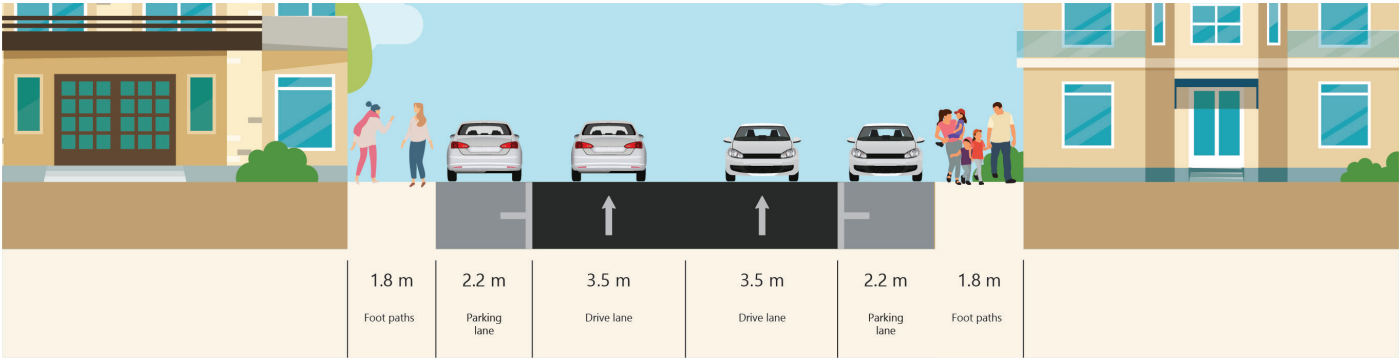 1.8 m
2.2 m
3.5 m
3.5 m
2.2 m
1.8 m
Foot paths
Parking
lane
Drive lane
Drive lane
Parking
lane
Foot paths